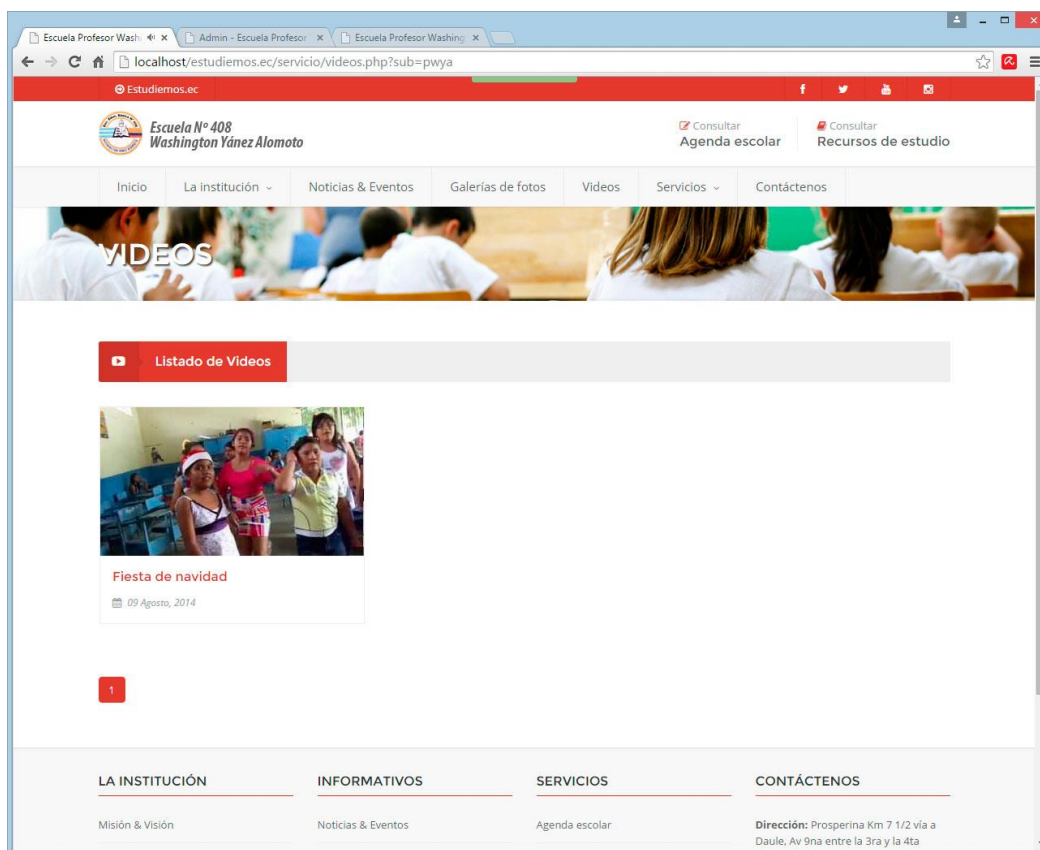 Escuela Profesor Wash
Admin - Escuela Profesor
Escuela Profesor Washing
localhost/estudiemos.ec/servicio/videos.php?sub=pwya
Estudiemos.ec
Escuela Nº 408
Washington Yánez Alomoto
Consultar
Agenda escolar
Consultar
Recursos de estudio
Inicio
La institución
Noticias & Eventos
Galerías de fotos
Videos
Servicios
Contáctenos
VIDEOS
Listado de Videos
Fiesta de navidad
09 Agosto, 2014
1
LA INSTITUCIÓN
INFORMATIVOS
SERVICIOS
CONTÁCTENOS
Misión & Visión
Noticias & Eventos
Agenda escolar
Dirección: Prosperina Km 7 1/2 vía a
Daule, Av 9na entre la 3ra y la 4ta